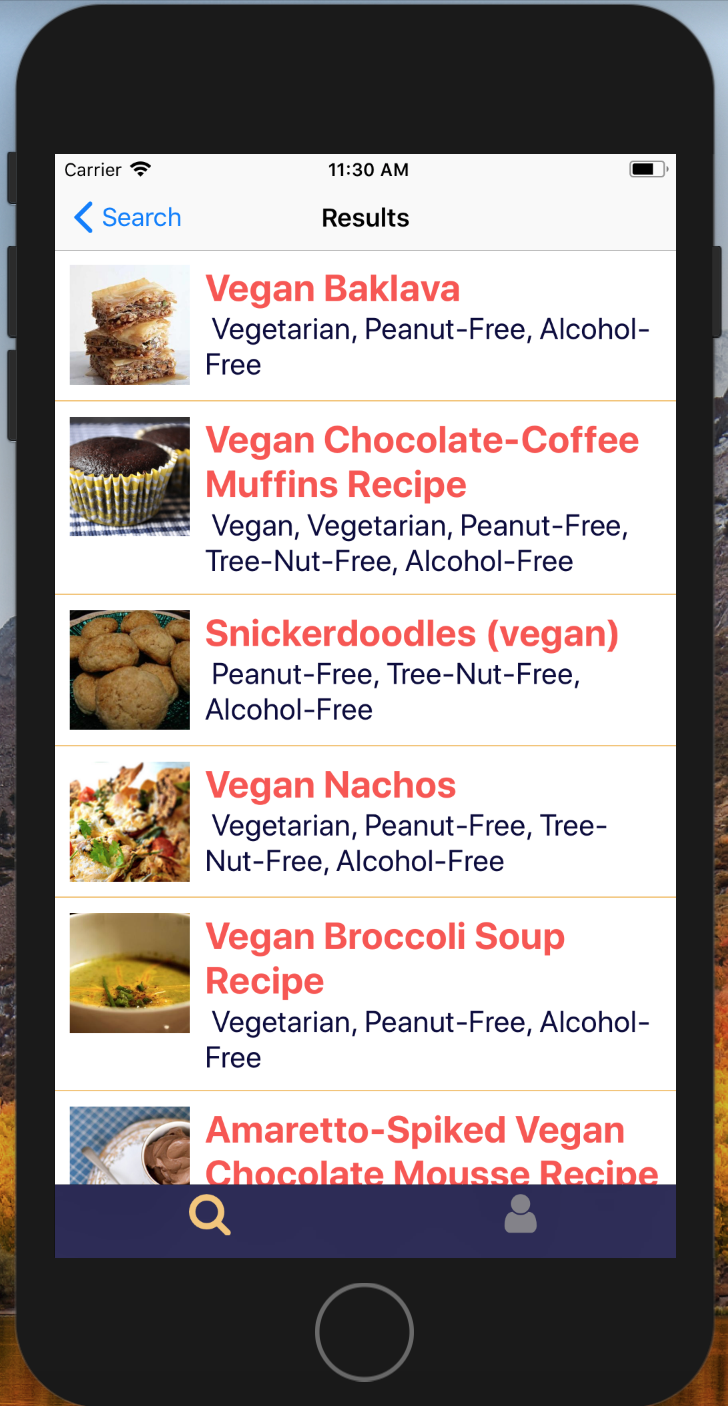 Carrier
11:30 AM
Search
Results
Vegan Baklava
Vegetarian, Peanut-Free, Alcohol-
Free
Vegan Chocolate-Coffee
Muffins Recipe
Vegan, Vegetarian, Peanut-Free,
Tree-Nut-Free, Alcohol-Free
Snickerdoodles (vegan)
Peanut-Free, Tree-Nut-Free,
Alcohol-Free
Vegan Nachos
Vegetarian, Peanut-Free, Tree-
Nut-Free, Alcohol-Free
Vegan Broccoli Soup
Recipe
Vegetarian, Peanut-Free, Alcohol-
Free
Amaretto-Spiked Vegan
Chocolate Mousse Recipe